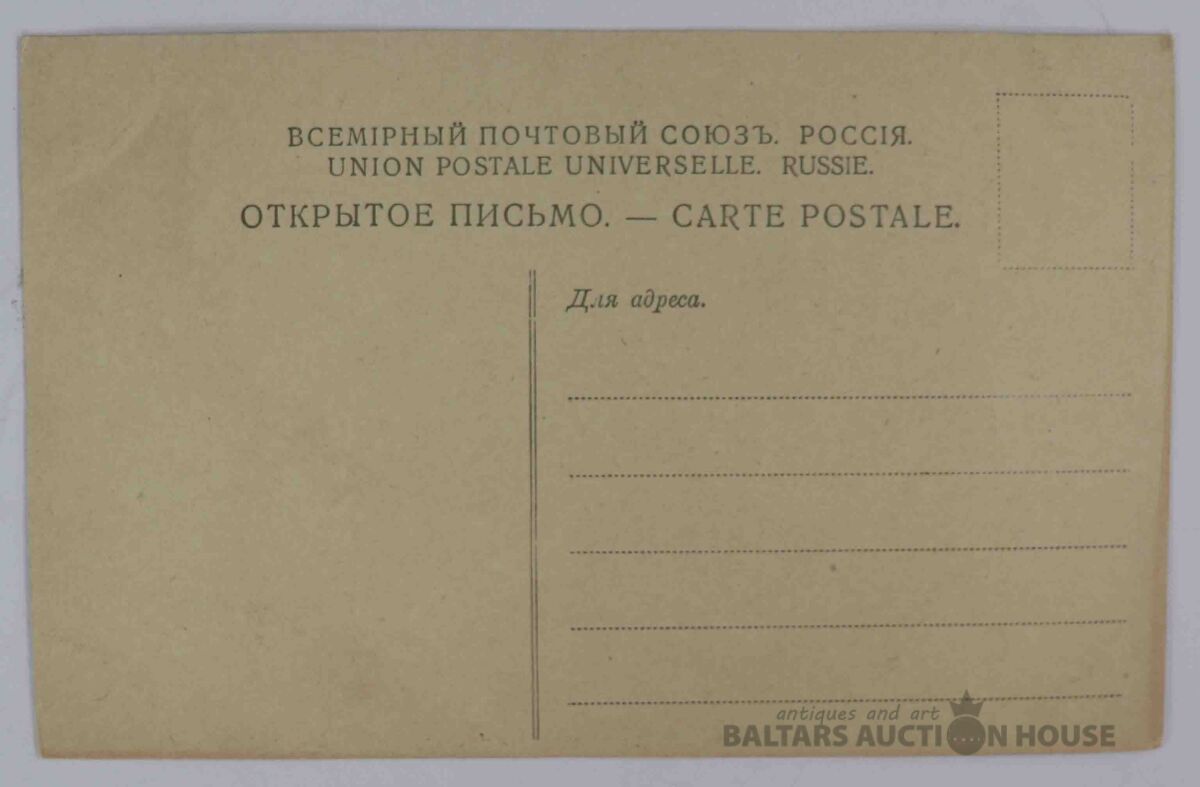 ВСЕМІРНЫЙ ПОЧТОВЫЙ СОЮЗЪ. РОССІЯ.
UNION POSTALE UNIVERSELLE. RUSSIE.
ОТКРЫТОЕ ПИСЬМО. — CARTE POSTALE.
Для адреса.
antiques and art
BALTARS AUCTION HOUSE